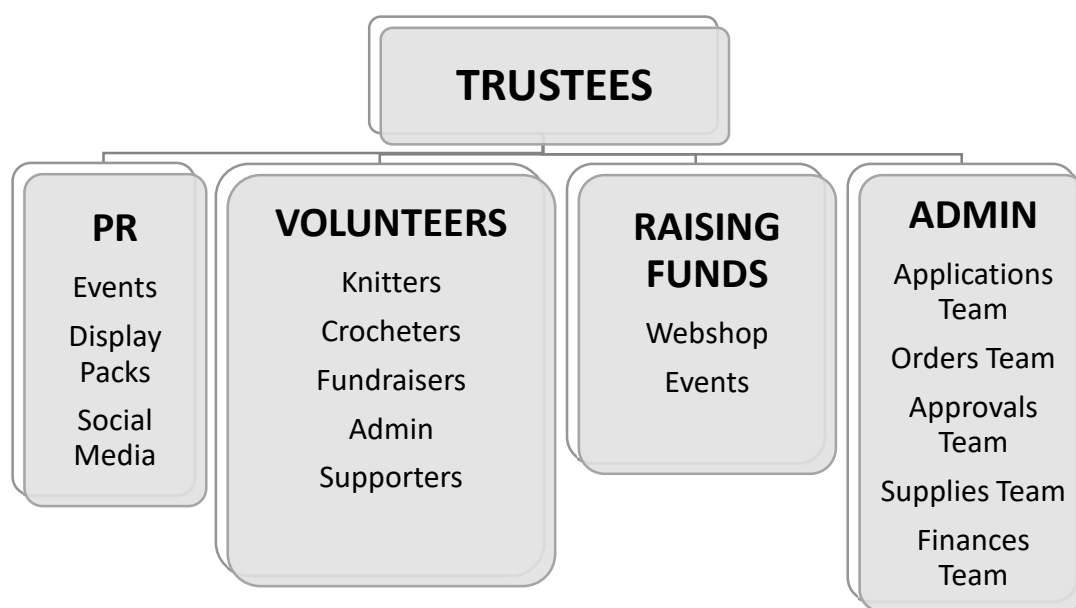 TRUSTEES
PR
Events
Display
Packs
Social
Media
VOLUNTEERS
Knitters
Crocheters
Fundraisers
Admin
Supporters
RAISING
FUNDS
Webshop
Events
ADMIN
Applications
Team
Orders Team
Approvals
Team
Supplies Team
Finances
Team